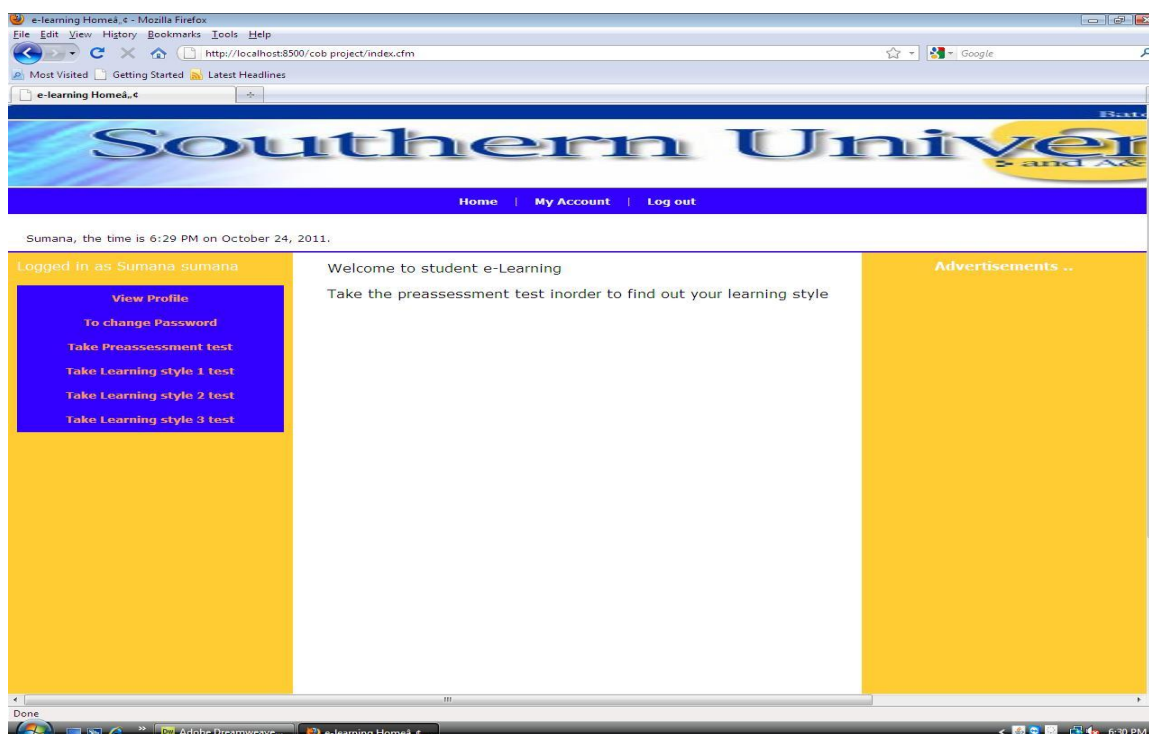 e-learning Homeâ„¢ - Mozilla Firefox
File Edit View History Bookmarks Tools Help
http://localhost:8500/cob project/index.cfm
Google
Most Visited Getting Started Latest Headlines
e-learning Homeâ„¢
Southern Univer
and A&
Home | My Account | Log out
Sumana, the time is 6:29 PM on October 24, 2011.
Logged in as Sumana sumana
View Profile
To change Password
Take Preassessment test
Take Learning style 1 test
Take Learning style 2 test
Take Learning style 3 test
Welcome to student e-Learning
Take the preassessment test inorder to find out your learning style
Advertisements ..
Done
Adobe Dreamweave...
e-learning Homeâ„¢...
6:30 PM